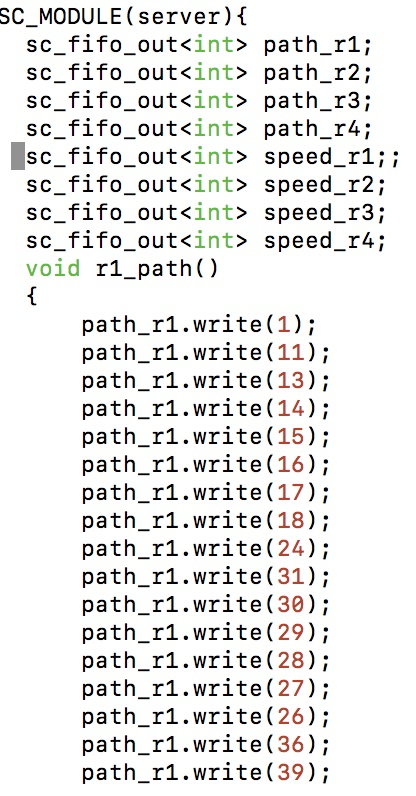 SC_MODULE(server){
sc_fifo_out<int> path_r1;
sc_fifo_out<int> path_r2;
sc_fifo_out<int> path_r3;
sc_fifo_out<int> path_r4;
sc_fifo_out<int> speed_r1;;
sc_fifo_out<int> speed_r2;
sc_fifo_out<int> speed_r3;
sc_fifo_out<int> speed_r4;
void r1_path()
{
path_r1.write(1);
path_r1.write(11);
path_r1.write(13);
path_r1.write(14);
path_r1.write(15);
path_r1.write(16);
path_r1.write(17);
path_r1.write(18);
path_r1.write(24);
path_r1.write(31);
path_r1.write(30);
path_r1.write(29);
path_r1.write(28);
path_r1.write(27);
path_r1.write(26);
path_r1.write(36);
path_r1.write(39);